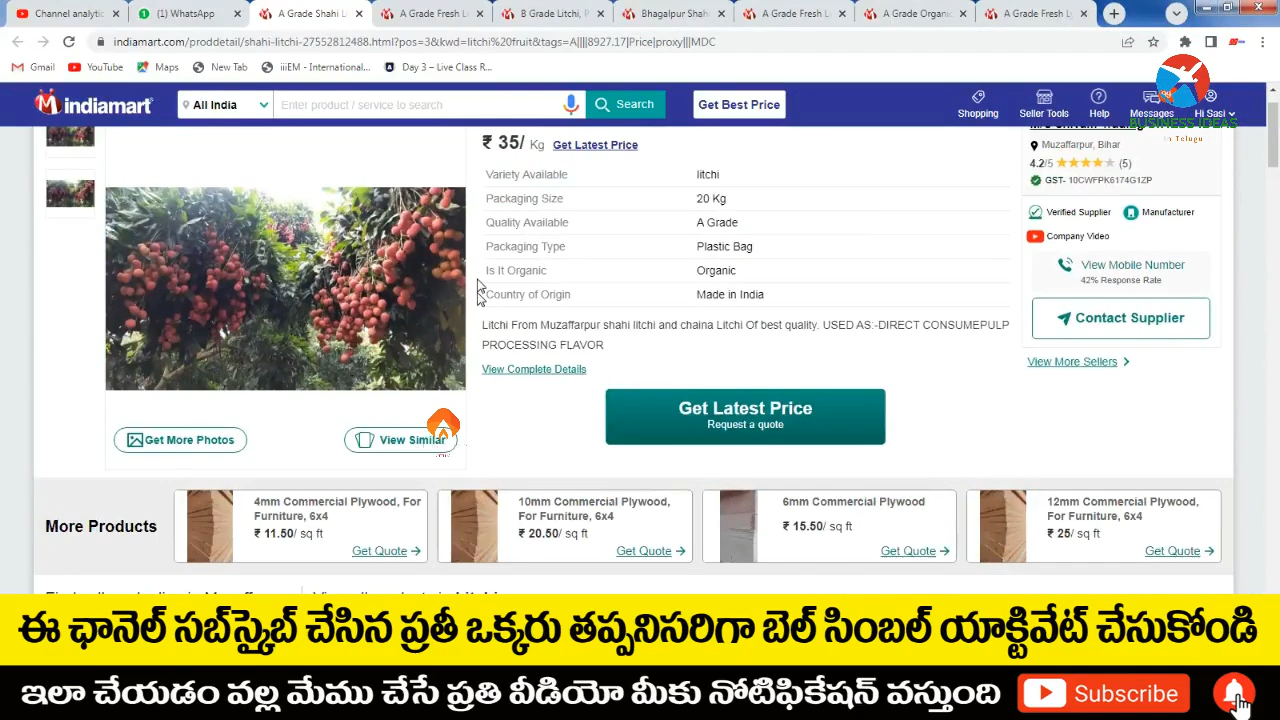 Channel analytic
(1) WhatsApp
A Grade Shahi L
A Grade Fresh L
B Grade Litchi, P
Bhagalpur Shah
A Grade Fresh L
A Grade Organ
A Grade Fresh L
indiamart.com/proddetail/shahi-litchi-27552812488.html?pos=3&kwd=litchi%20fruit&tags=A||||8927.17|Price|proxy|||MDC
Gmail YouTube Maps New Tab iiiEM - International... Day 3 – Live Class R...
indiamart All India Enter product / service to search Search Get Best Price
Shopping Seller Tools Help Messages Hi Sasi
BUSINESS IDEAS
in Telugu
₹ 35/ Kg Get Latest Price
Variety Available litchi
Packaging Size 20 Kg
Quality Available A Grade
Packaging Type Plastic Bag
Is It Organic Organic
Country of Origin Made in India
Litchi From Muzaffarpur shahi litchi and chaina Litchi Of best quality. USED AS:-DIRECT CONSUMEPULP
PROCESSING FLAVOR
View Complete Details
Get Latest Price
Request a quote
Muzaffarpur, Bihar
4.2/5 (5)
GST- 10CWFPK6174G1ZP
Verified Supplier Manufacturer
Company Video
View Mobile Number
42% Response Rate
Contact Supplier
View More Sellers
Get More Photos View Similar
More Products
4mm Commercial Plywood, For
Furniture, 6x4
₹ 11.50/ sq ft
Get Quote
10mm Commercial Plywood,
For Furniture, 6x4
₹ 20.50/ sq ft
Get Quote
6mm Commercial Plywood
₹ 15.50/ sq ft
Get Quote
12mm Commercial Plywood,
For Furniture, 6x4
₹ 25/ sq ft
Get Quote
ఈ ఛానెల్ సబ్‌స్క్రైబ్ చేసిన ప్రతీ ఒక్కరు తప్పనిసరిగా బెల్ సింబల్ యాక్టివేట్ చేసుకోండి
ఇలా చేయడం వల్ల మేము చేసే ప్రతి వీడియో మీకు నోటిఫికేషన్ వస్తుంది
Subscribe